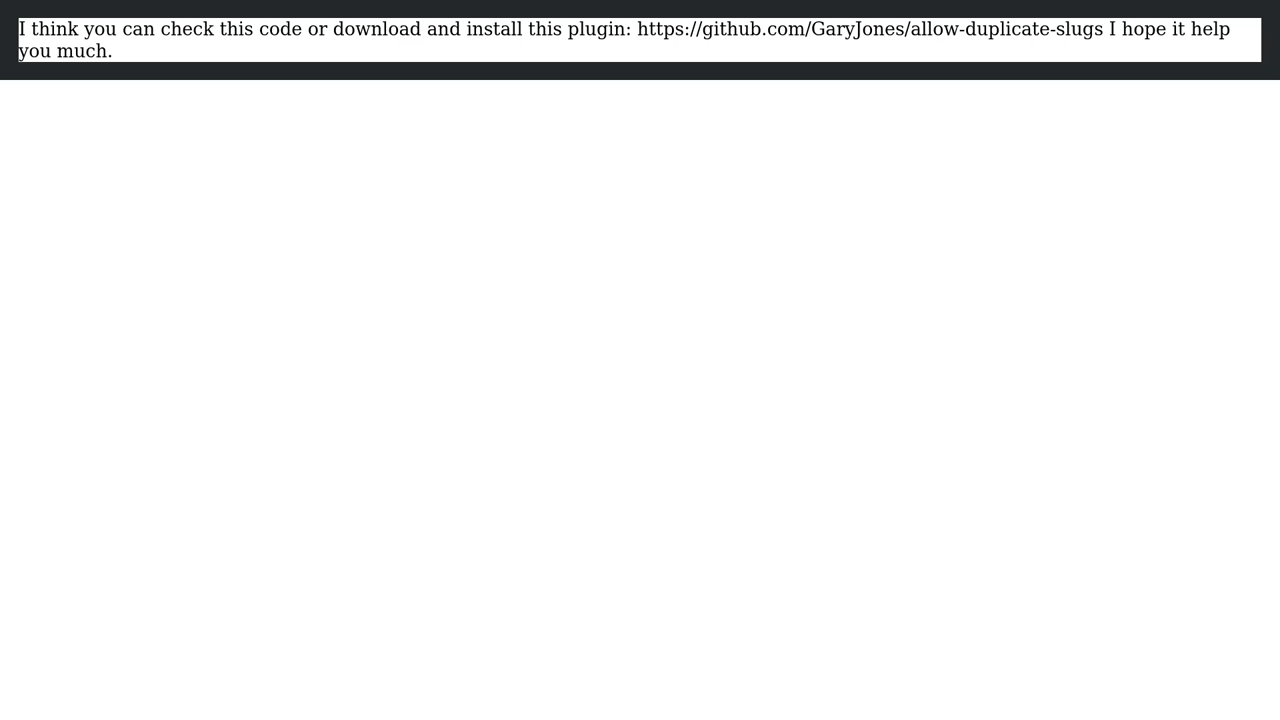 I think you can check this code or download and install this plugin: https://github.com/GaryJones/allow-duplicate-slugs I hope it help
you much.